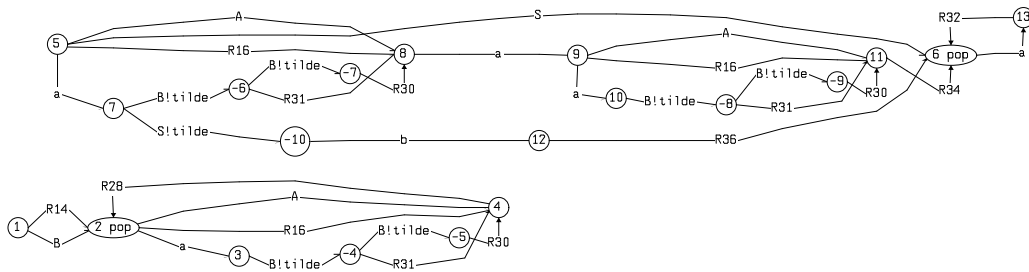 R32 13
A S
5 R16 8 a 9 A R16 11 6 pop a
B!tilde -7 B!tilde -9
a -6 R31 R30 a 10 B!tilde -8 R31 R30 R34
7 B!tilde
S!tilde -10 b 12 R36
R28 A
R14 4
1 2 pop R16
B a B!tilde -5 R30
3 B!tilde -4 R31